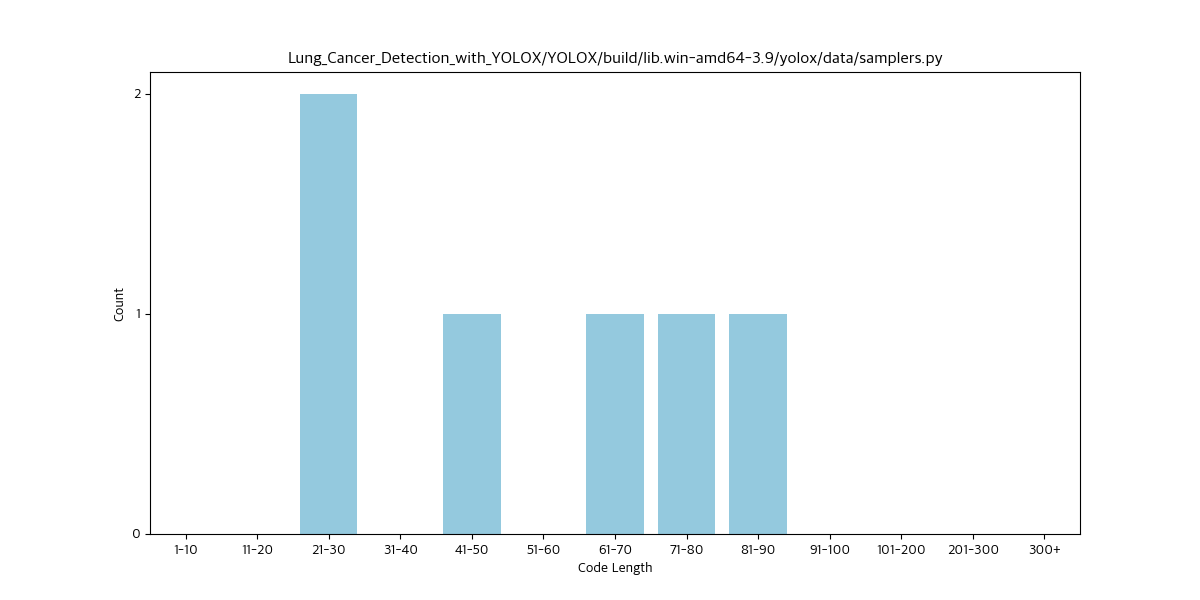 Lung_Cancer_Detection_with_YOLOX/YOLOX/build/lib.win-amd64-3.9/yolox/data/samplers.py
2
1
0
Count
1-10 11-20 21-30 31-40 41-50 51-60 61-70 71-80 81-90 91-100 101-200 201-300 300+
Code Length